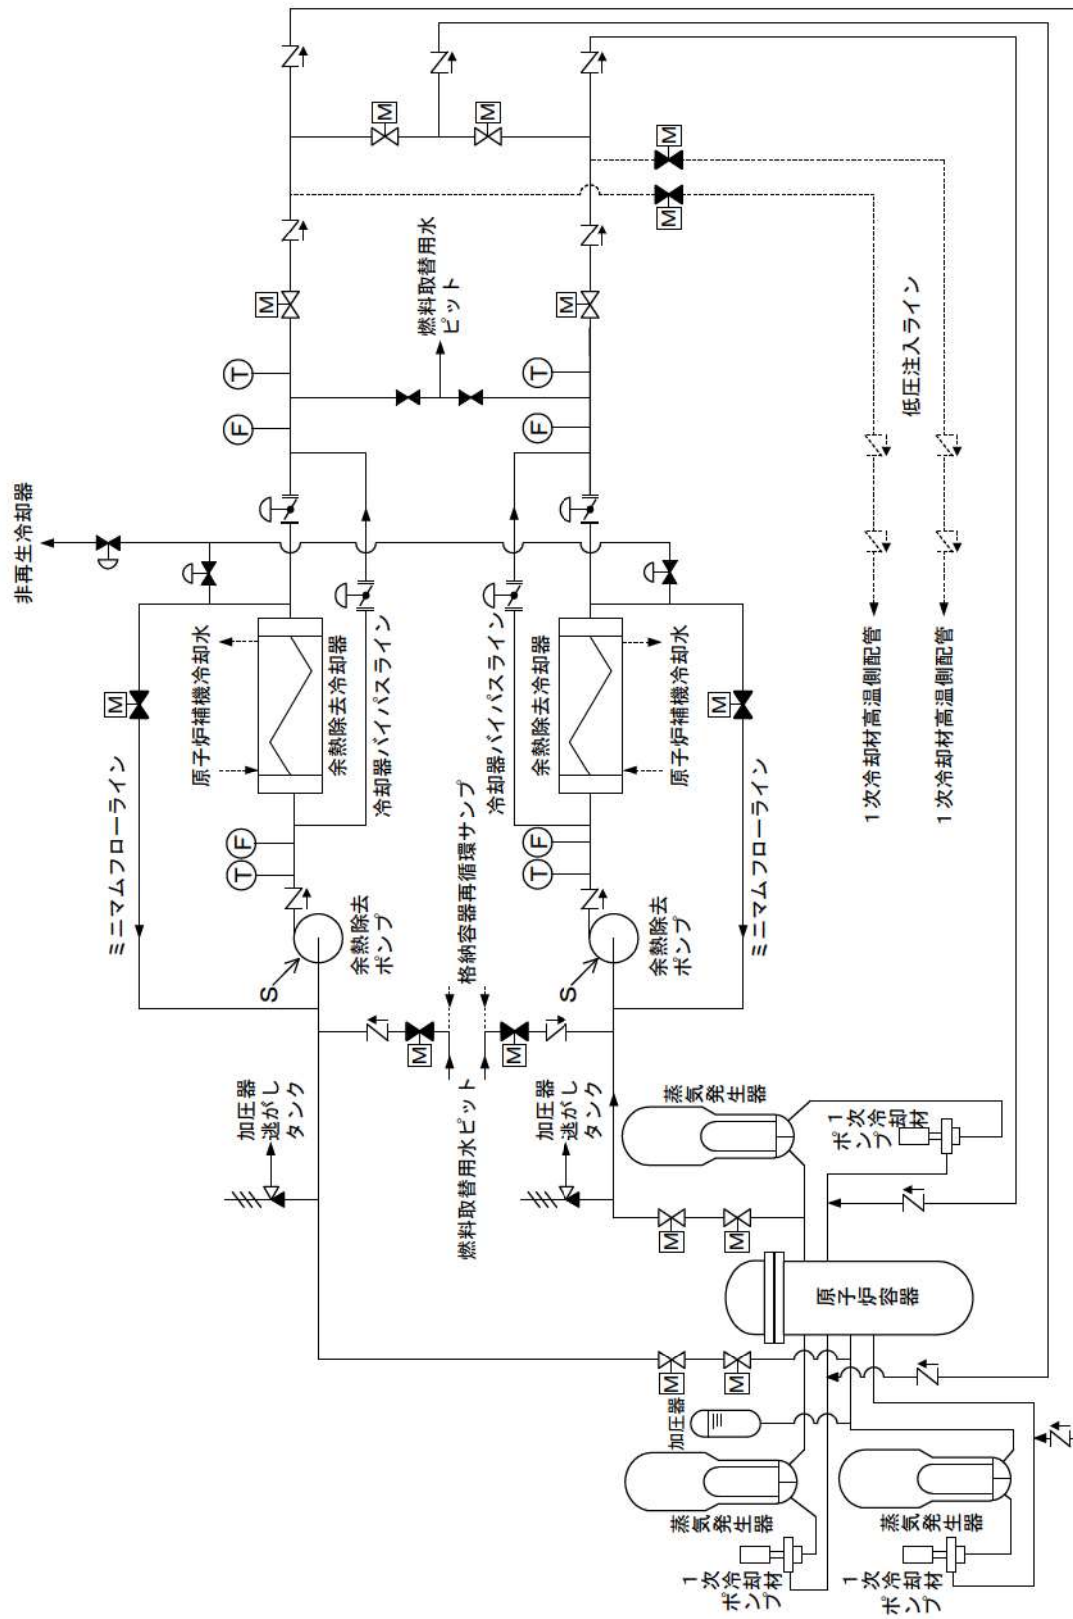 非再生冷却器
ミニマムフローライン
M
原子炉補機冷却水
余熱除去冷却器
冷却器バイパスライン
T
F
S
余熱除去
ポンプ
F
T
M
M
M
燃料取替用水
ピット
冷却器バイパスライン
余熱除去冷却器
原子炉補機冷却水
M
ミニマムフローライン
T
F
S
余熱除去
ポンプ
F
T
M
M
M
格納容器再循環サンプ
燃料取替用水ピット
M
M
加圧器
逃がし
タンク
加圧器
逃がし
タンク
低圧注入ライン
1次冷却材高温側配管
1次冷却材高温側配管
蒸気発生器
1次冷却材
ポンプ
M
M
原子炉容器
M
M
加圧器
蒸気発生器
1次冷却材
ポンプ
蒸気発生器
1次冷却材
ポンプ